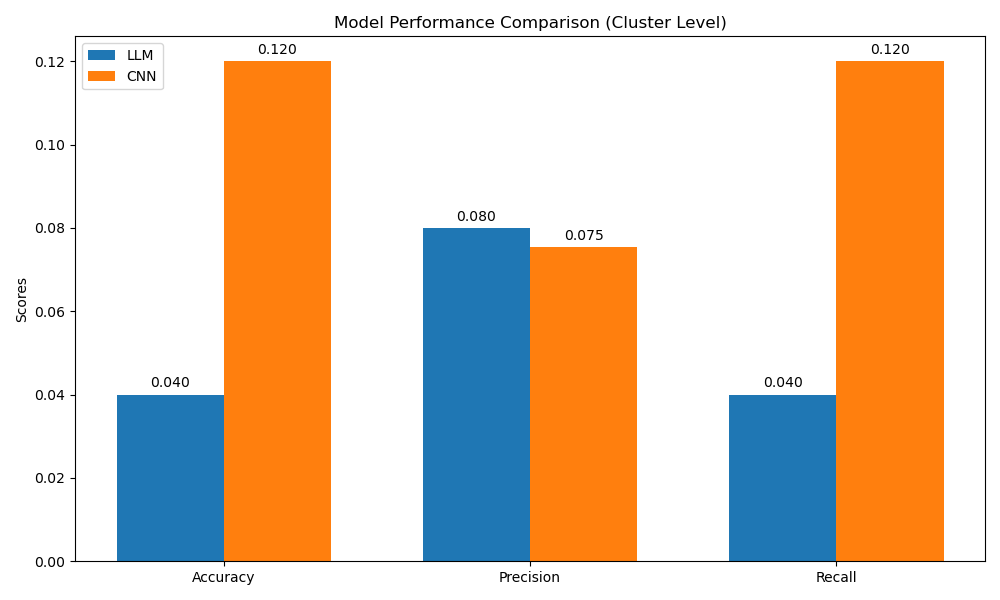 Model Performance Comparison (Cluster Level)
LLM
CNN
Scores
0.12
0.10
0.08
0.06
0.04
0.02
0.00
0.040
0.120
0.080
0.075
0.040
0.120
Accuracy
Precision
Recall